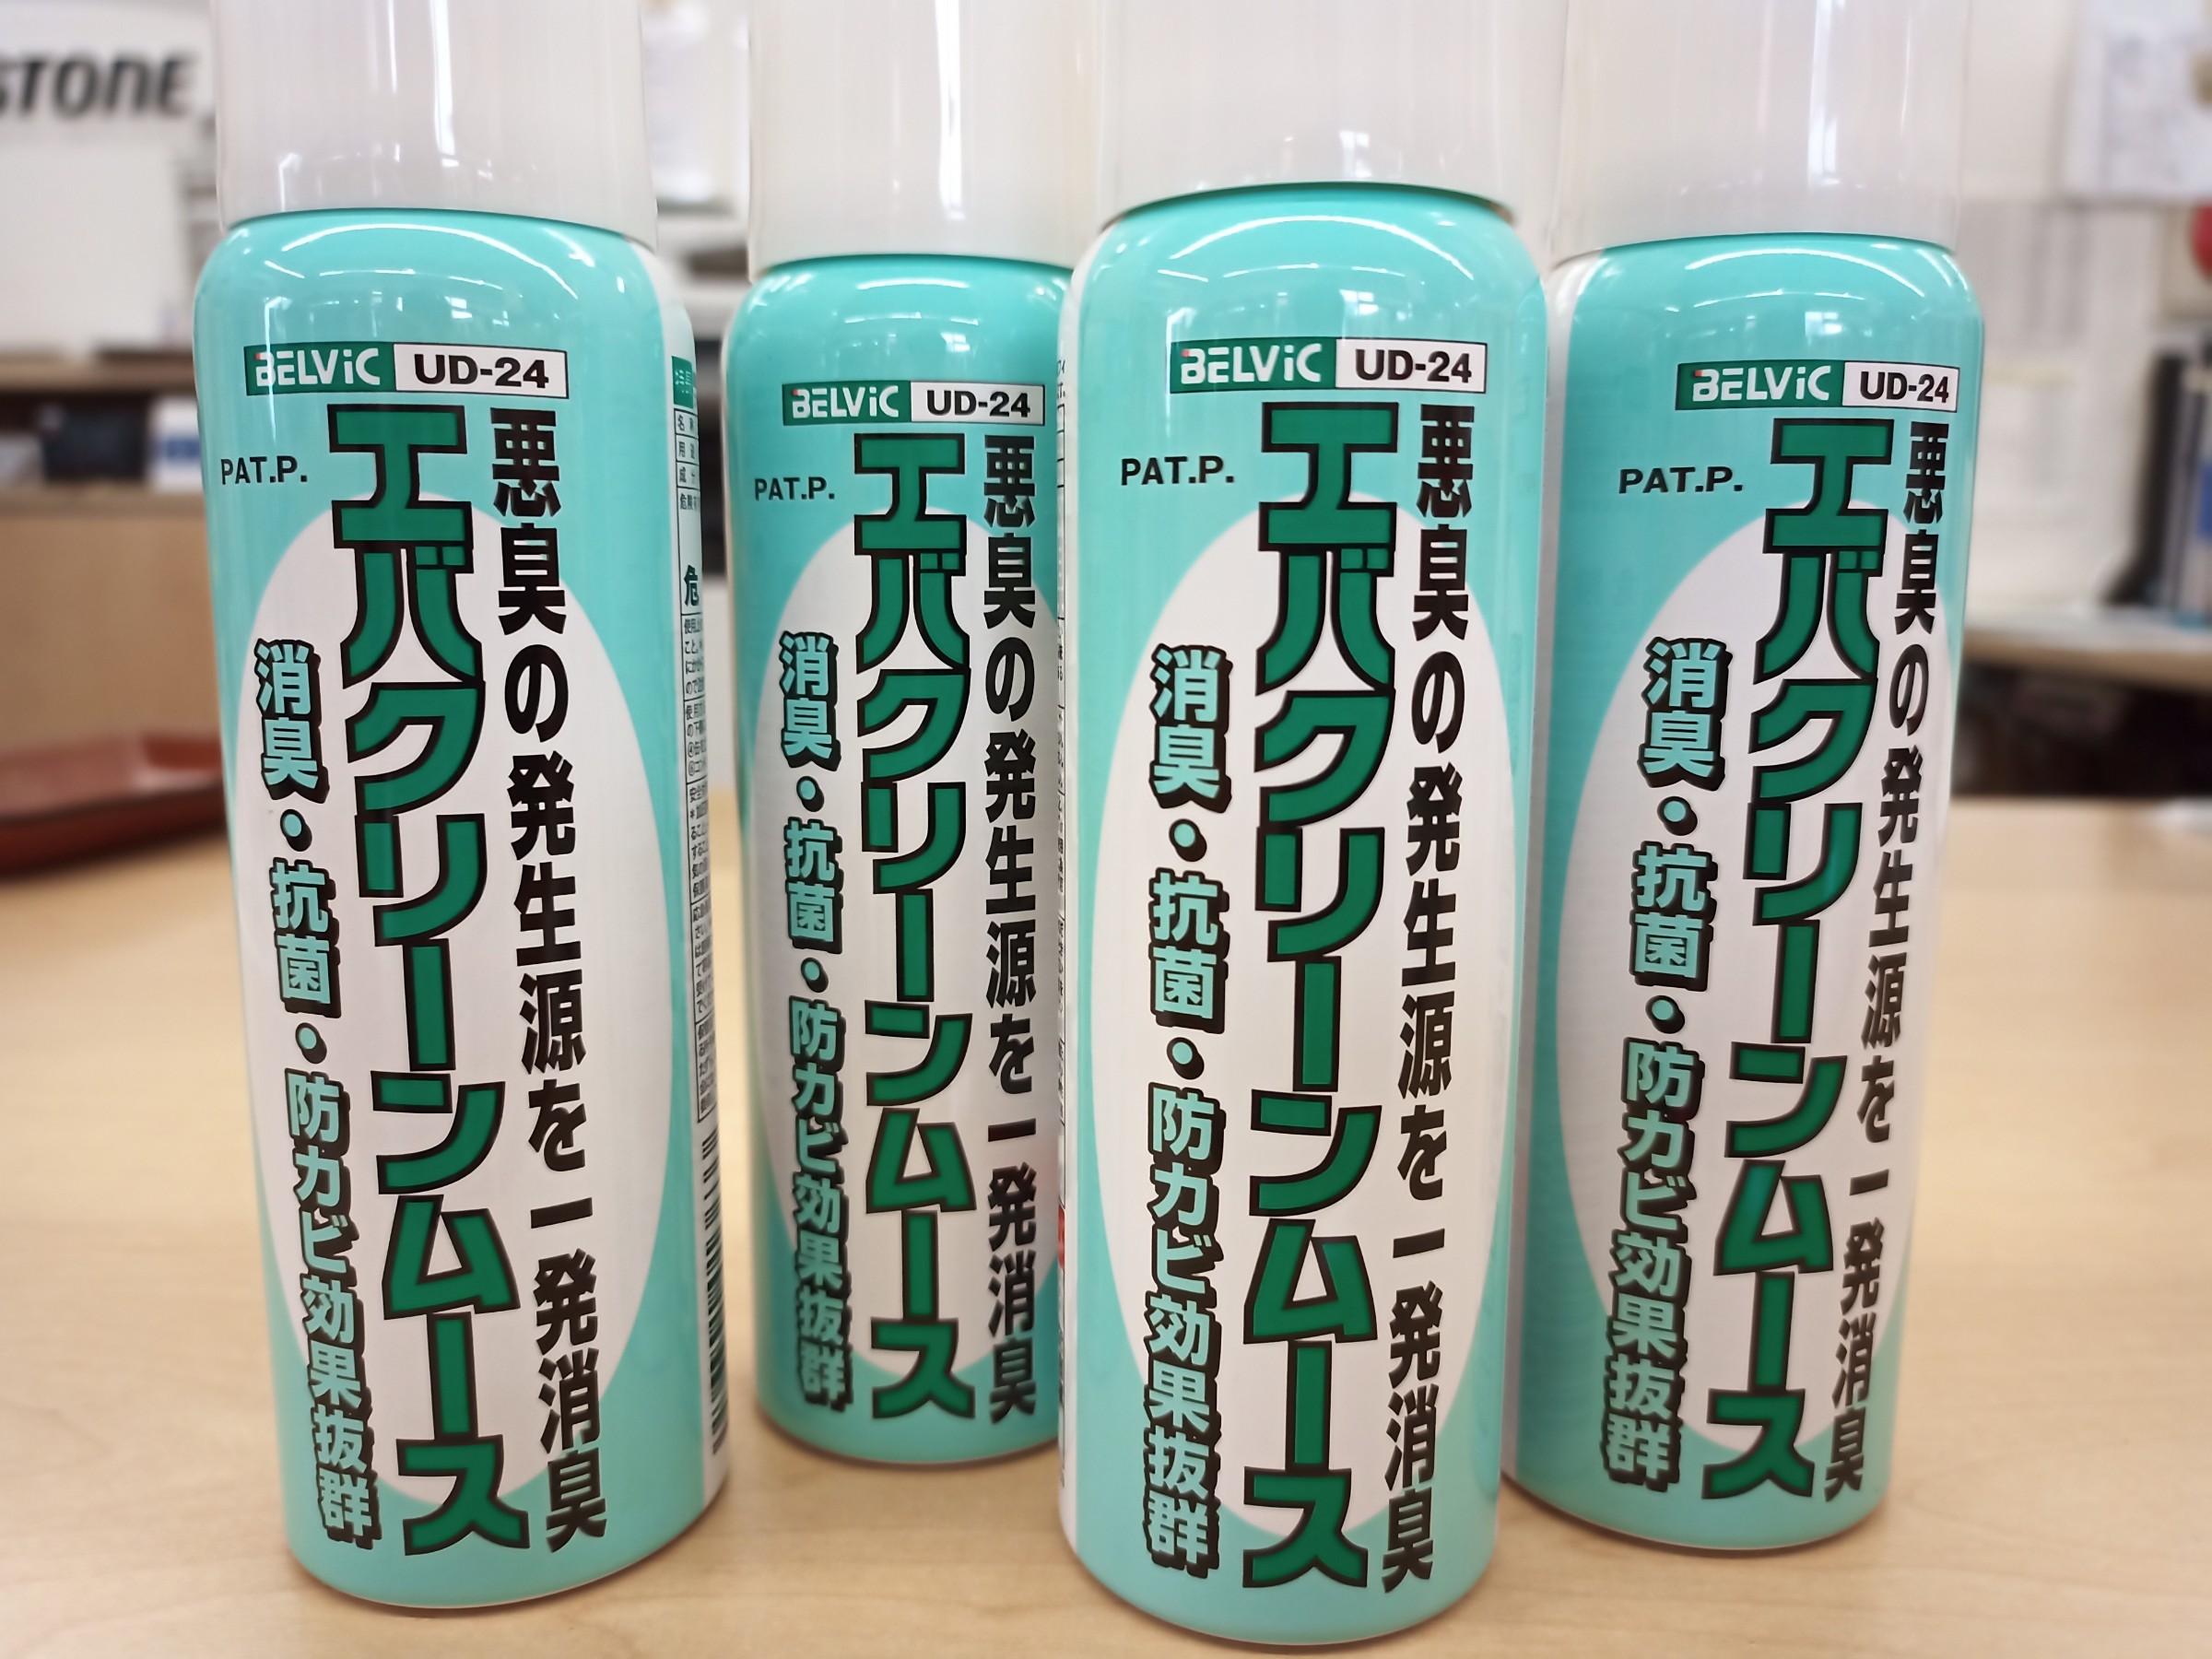 STONE
BELViC UD-24
PAT.P.
悪臭の発生源を一発消臭
エバクリーンムース
消臭・抗菌・防カビ効果抜群
危
BELViC UD-24
PAT.P.
悪臭の発生源を一発消臭
エバクリーンムース
消臭・抗菌・防カビ効果抜群
BELViC UD-24
PAT.P.
悪臭の発生源を一発消臭
エバクリーンムース
消臭・抗菌・防カビ効果抜群
BELViC UD-24
PAT.P.
悪臭の発生源を一発消臭
エバクリーンムース
消臭・抗菌・防カビ効果抜群